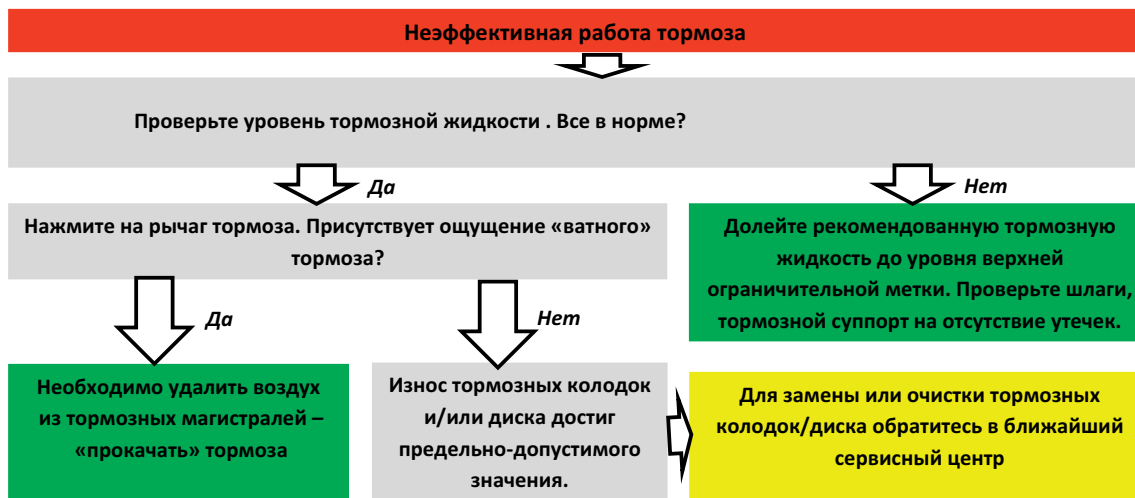 Неэффективная работа тормоза
Проверьте уровень тормозной жидкости . Все в норме?
Да
Нет
Нажмите на рычаг тормоза. Присутствует ощущение «ватного»
тормоза?
Долейте рекомендованную тормозную
жидкость до уровня верхней
ограничительной метки. Проверьте шлаги,
тормозной суппорт на отсутствие утечек.
Да
Нет
Необходимо удалить воздух
из тормозных магистралей –
«прокачать» тормоза
Износ тормозных колодок
и/или диска достиг
предельно-допустимого
значения.
Для замены или очистки тормозных
колодок/диска обратитесь в ближайший
сервисный центр